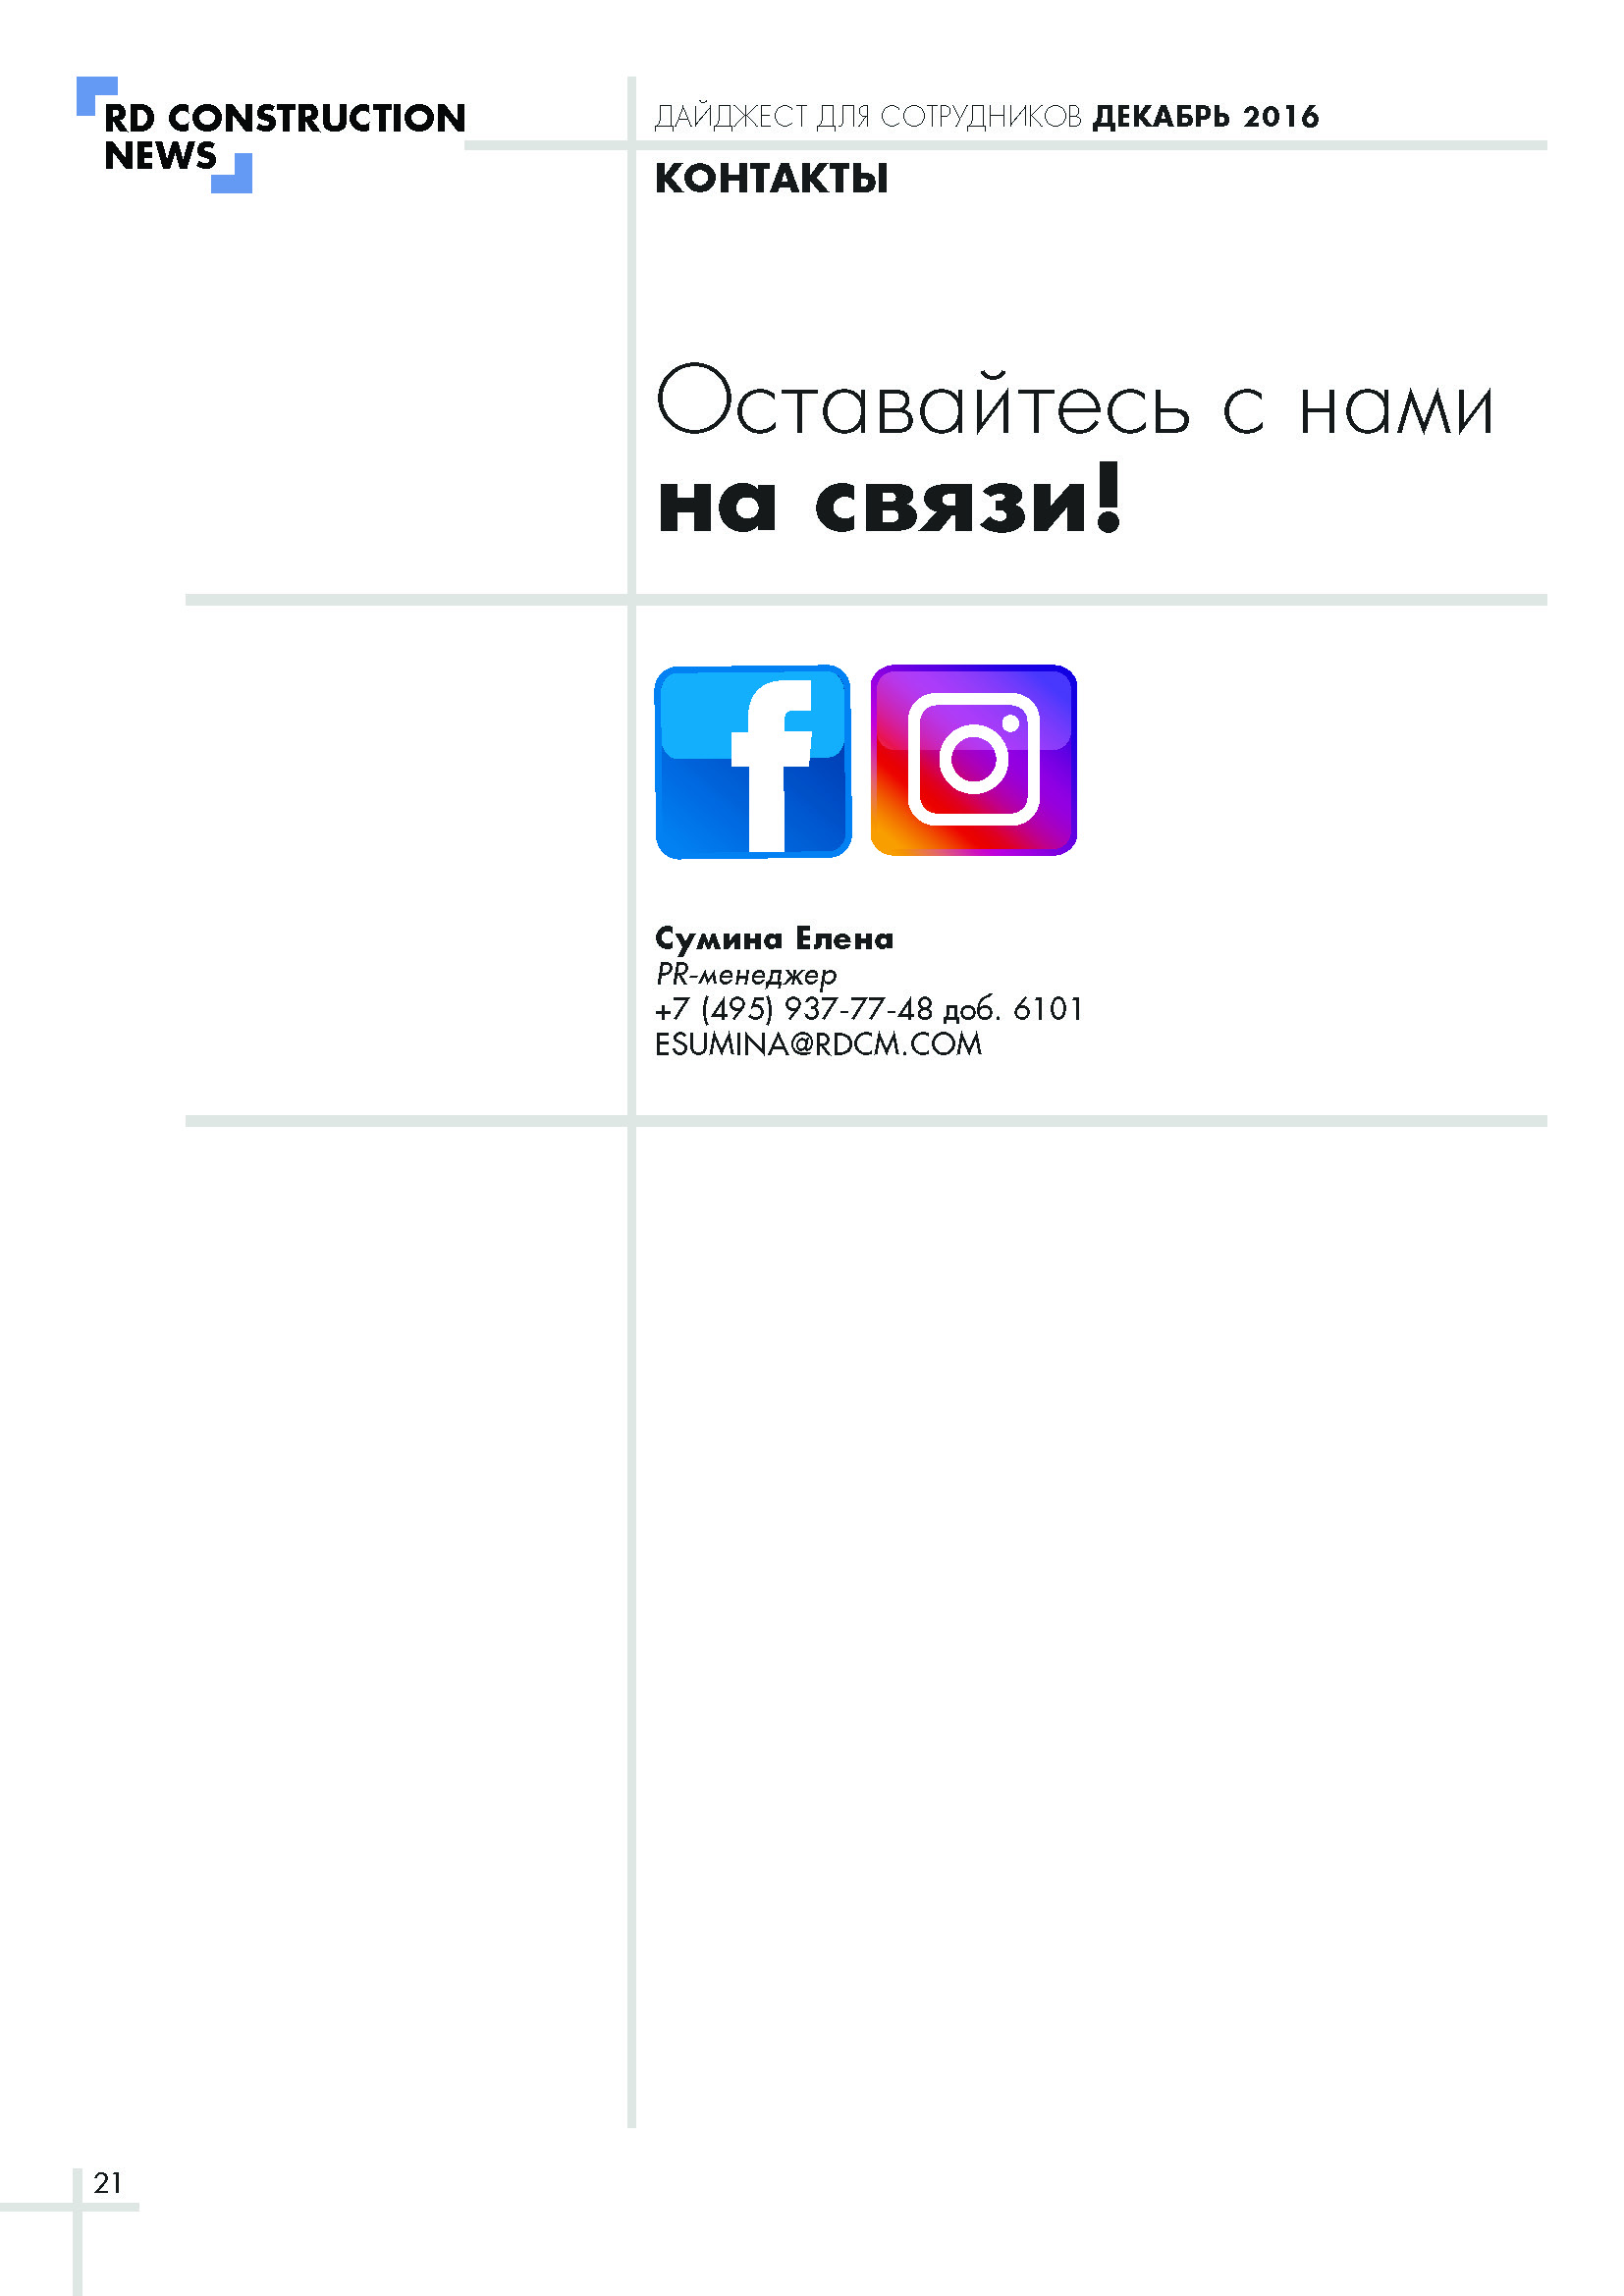 RD CONSTRUCTION
NEWS
ДАЙДЖЕСТ ДЛЯ СОТРУДНИКОВ ДЕКАБРЬ 2016
КОНТАКТЫ
Оставайтесь с нами
на связи!
Сумина Елена
PR-менеджер
+7 (495) 937-77-48 доб. 6101
ESUMINA@RDCM.COM
21